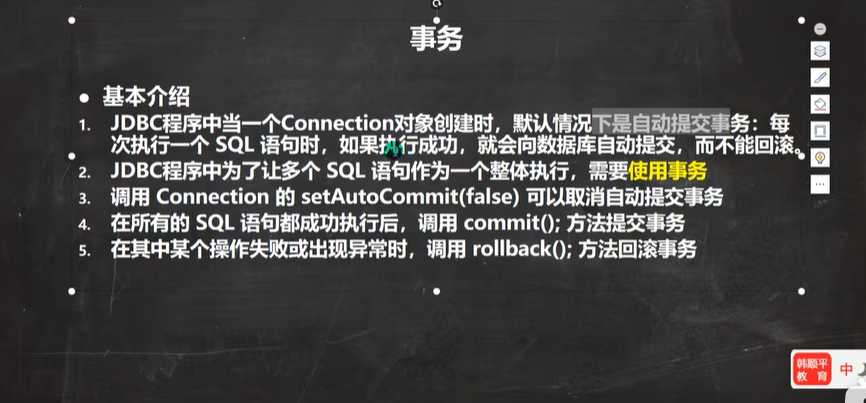 事务
● 基本介绍
1. JDBC程序中当一个Connection对象创建时，默认情况下是自动提交事务：每
次执行一个 SQL 语句时，如果执行成功，就会向数据库自动提交，而不能回滚。
2. JDBC程序中为了让多个 SQL 语句作为一个整体执行，需要使用事务
3. 调用 Connection 的 setAutoCommit(false) 可以取消自动提交事务
4. 在所有的 SQL 语句都成功执行后，调用 commit(); 方法提交事务
5. 在其中某个操作失败或出现异常时，调用 rollback(); 方法回滚事务
韩顺平
教 育
中